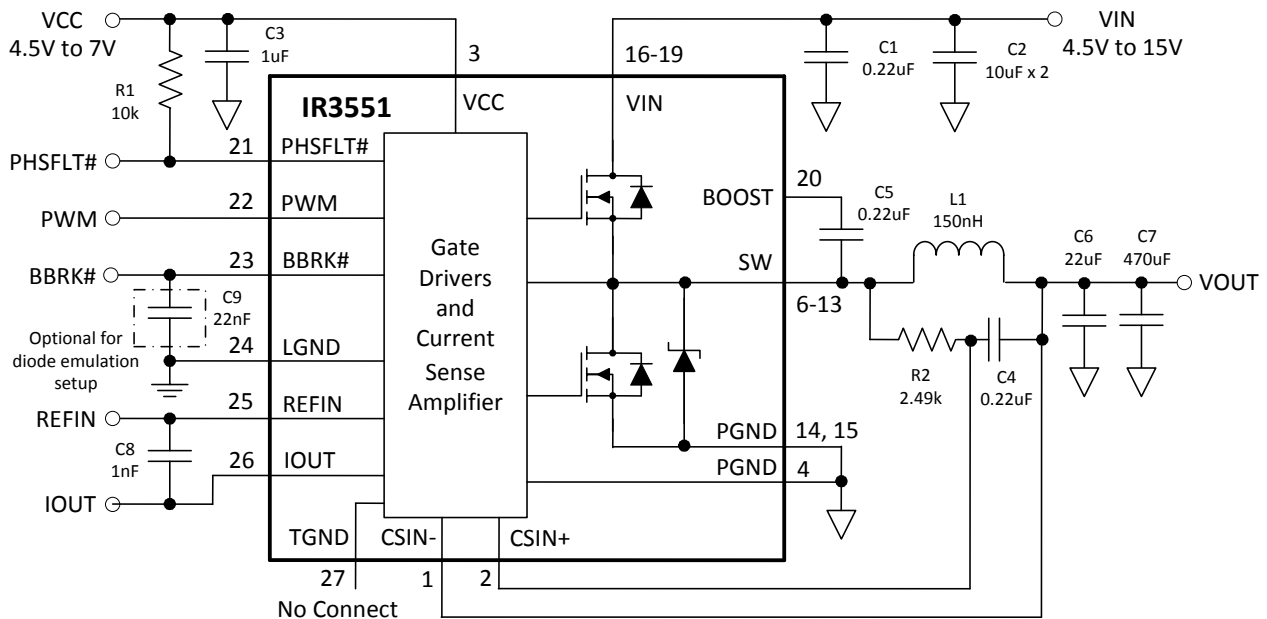 VCC
4.5V to 7V
C3
1uF
3
16-19
C1
0.22uF
C2
10uF x 2
VIN
4.5V to 15V
R1
10k
IR3551
VCC
VIN
PHSFLT#
21
PHSFLT#
PWM
22
PWM
BBRK#
23
BBRK#
C9
22nF
Optional for
diode emulation
setup
24
LGND
REFIN
25
REFIN
C8
1nF
26
IOUT
IOUT
Gate
Drivers
and
Current
Sense
Amplifier
BOOST
20
C5
0.22uF
L1
150nH
SW
6-13
C6
22uF
C7
470uF
VOUT
R2
2.49k
C4
0.22uF
PGND
14, 15
PGND
4
TGND
CSIN-
CSIN+
27
1
2
No Connect